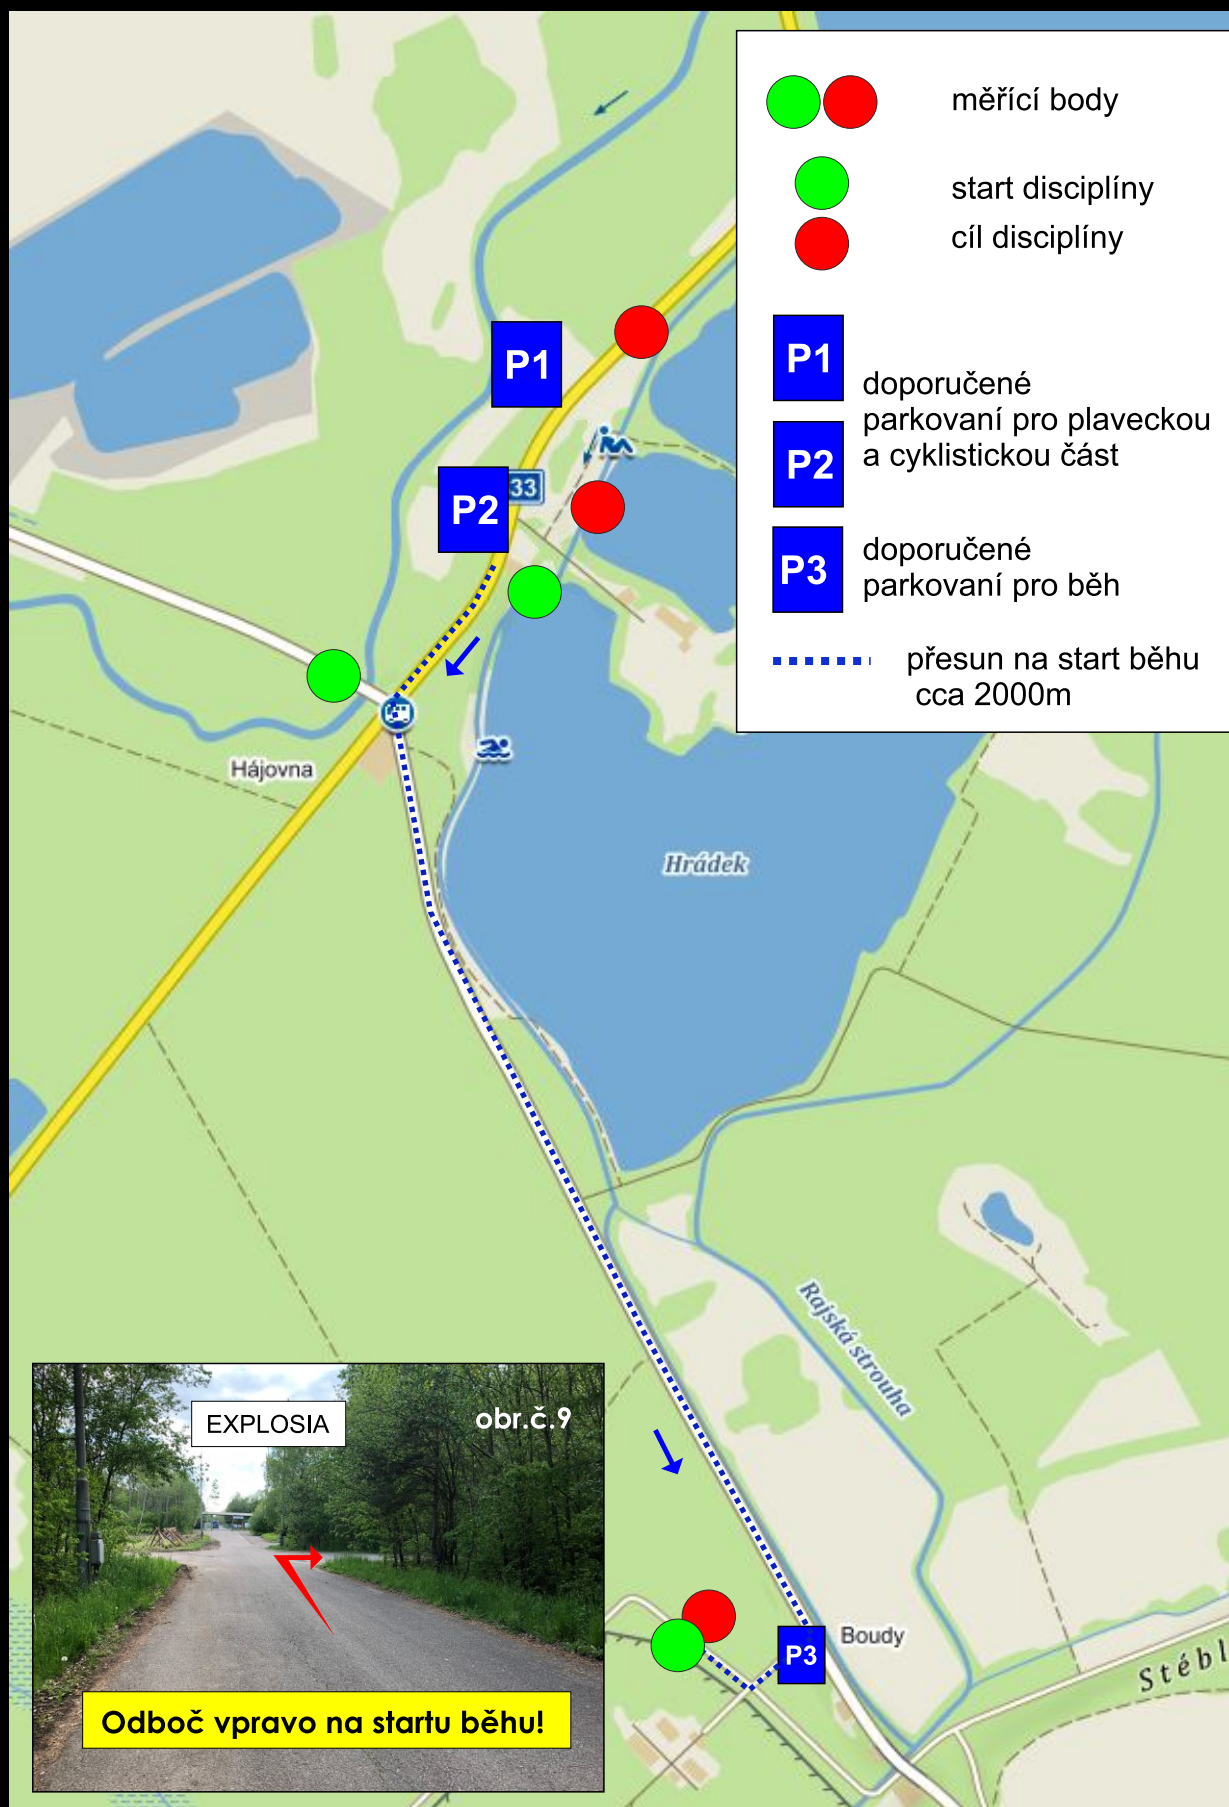 měřící body
start disciplíny
cíl disciplíny
P1
doporučené
parkovaní pro plaveckou
a cyklistickou část
P2
P3
doporučené
parkovaní pro běh
přesun na start běhu
cca 2000m
P1
P2
33
Hájovna
Hrádek
Rajská strouha
EXPLOSIA
obr.č.9
Odboč vpravo na startu běhu!
P3
Boudy
Stébl